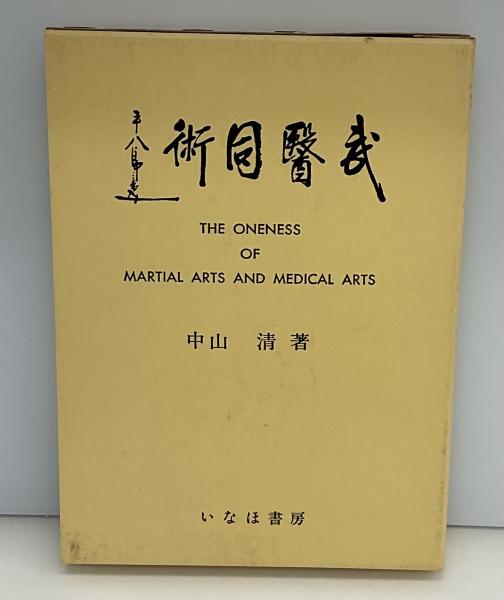 武醫同術
THE ONENESS
OF
MARTIAL ARTS AND MEDICAL ARTS
中山 清 著
いなほ書房